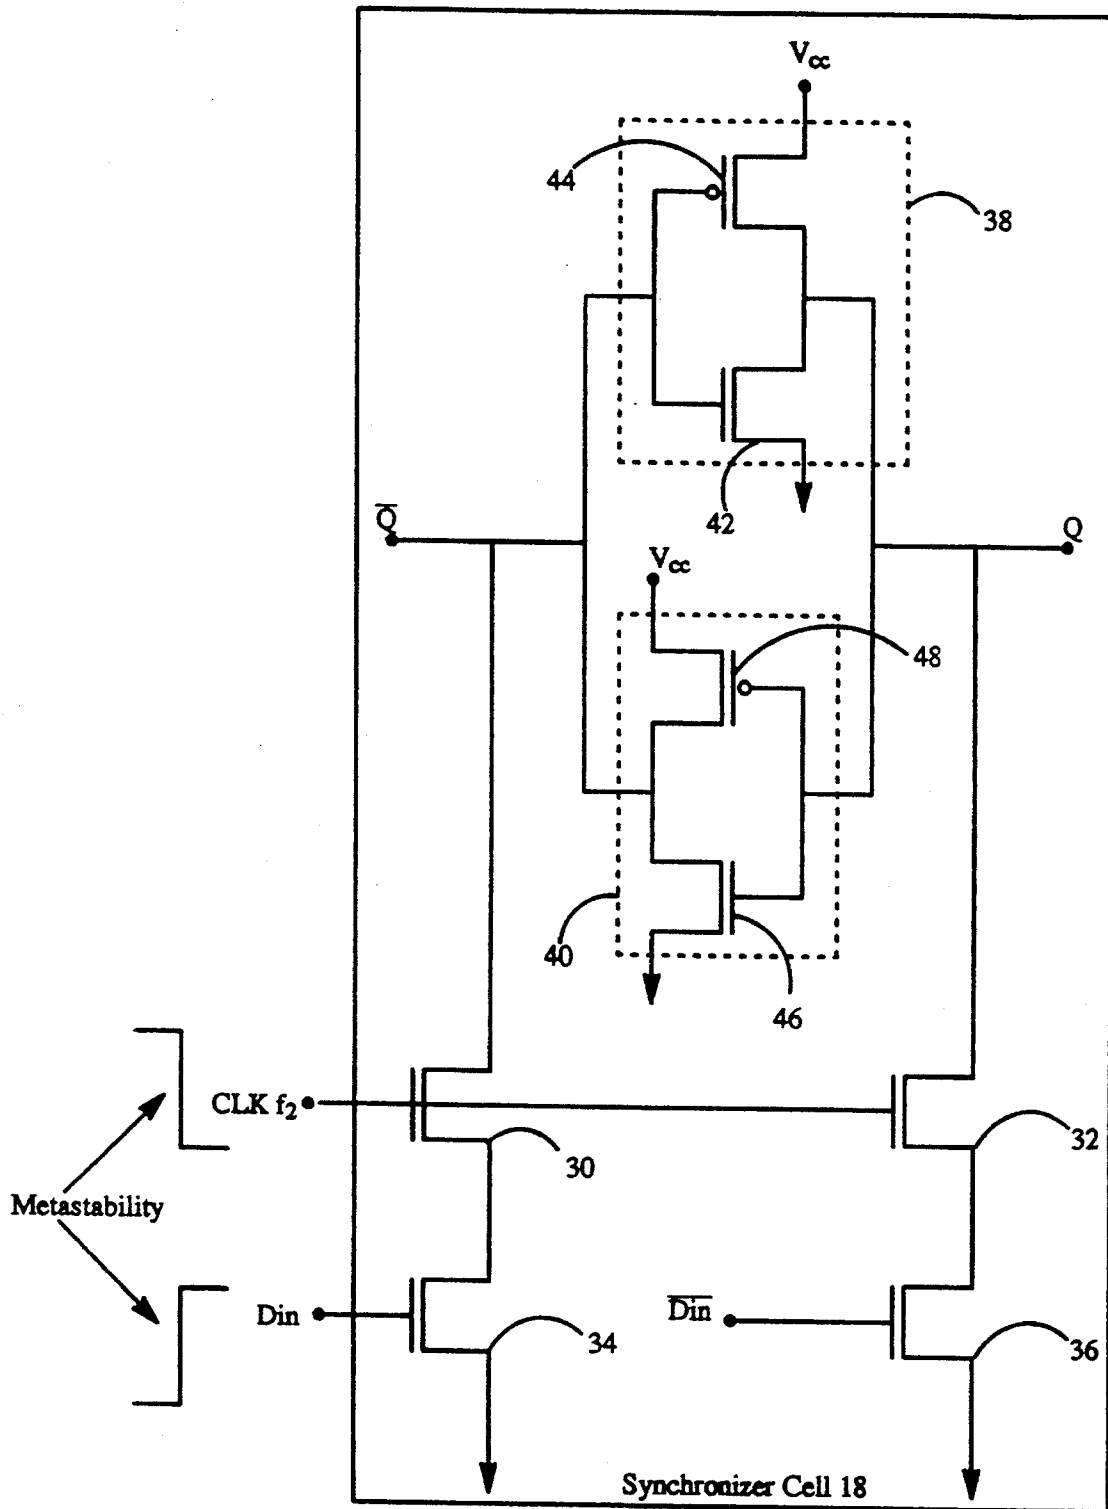 Vcc
44
38
42
Q̅
Q
Vcc
48
40
46
CLK f2
30
32
Metastability
Din
D̅i̅n̅
34
36
Synchronizer Cell 18